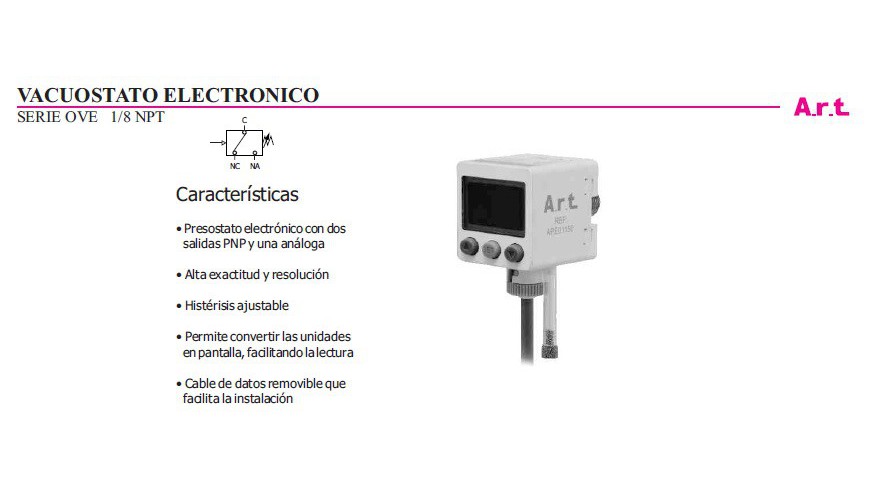 VACUOSTATO ELECTRONICO
A.r.t.
SERIE OVE 1/8 NPT
C
NC NA
Características
• Presostato electrónico con dos
salidas PNP y una análoga
• Alta exactitud y resolución
• Histérisis ajustable
• Permite convertir las unidades
en pantalla, facilitando la lectura
• Cable de datos removible que
facilita la instalación
A.r.t.
REF: